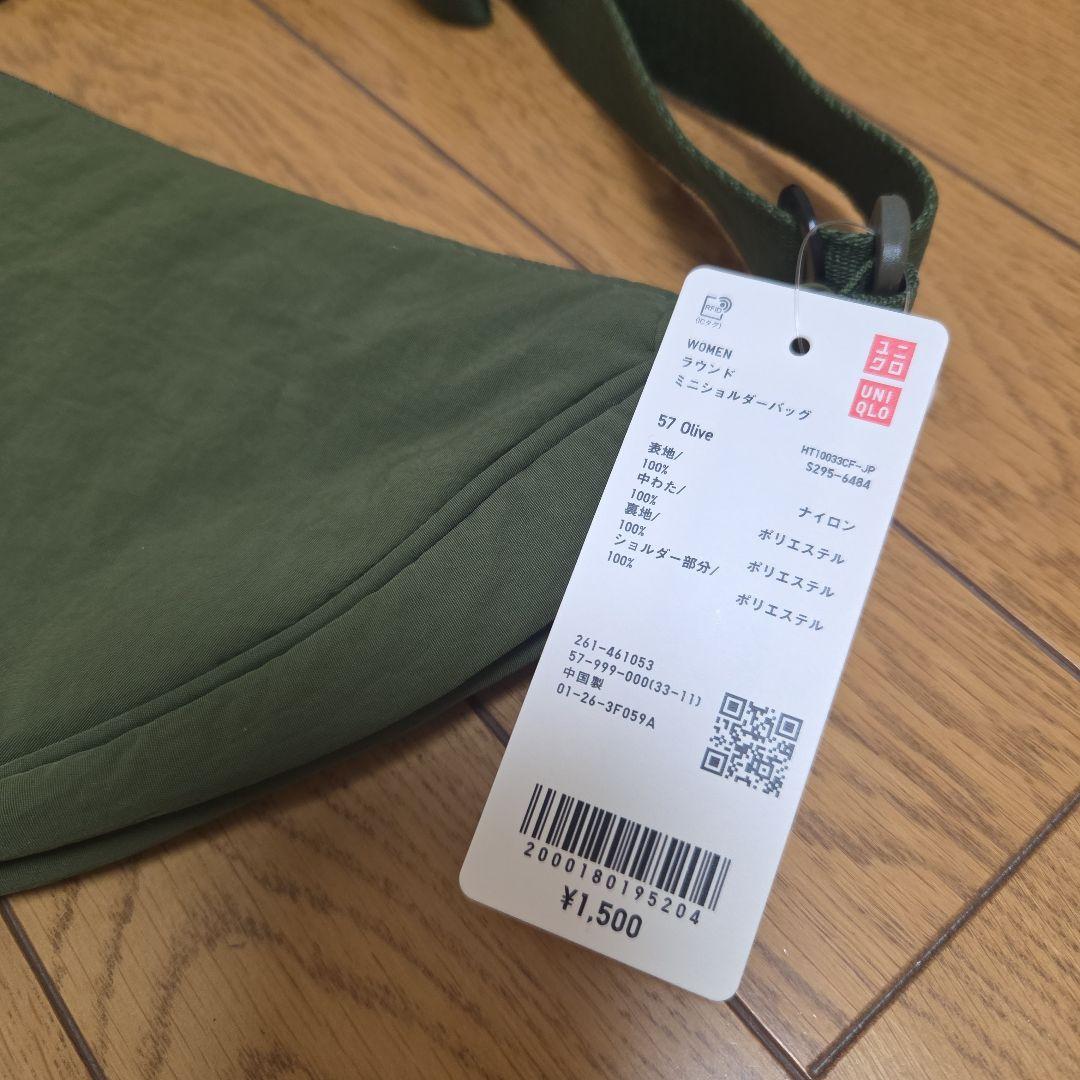 RFID
(ICタグ)
ユニ
クロ
UNI
QLO
WOMEN
ラウンド
ミニショルダーバッグ
57 Olive
HT10033CF-JP
S295-6484
表地/
100% ナイロン
中わた/
100% ポリエステル
裏地/
100% ポリエステル
ショルダー部分/
100% ポリエステル
261-461053
57-999-000(33-11)
中国製
01-26-3F059A
2000180195204
¥1,500